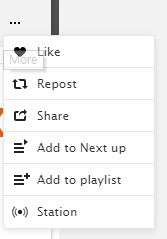 ...
Like
More
Repost
Share
Add to Next up
Add to playlist
Station